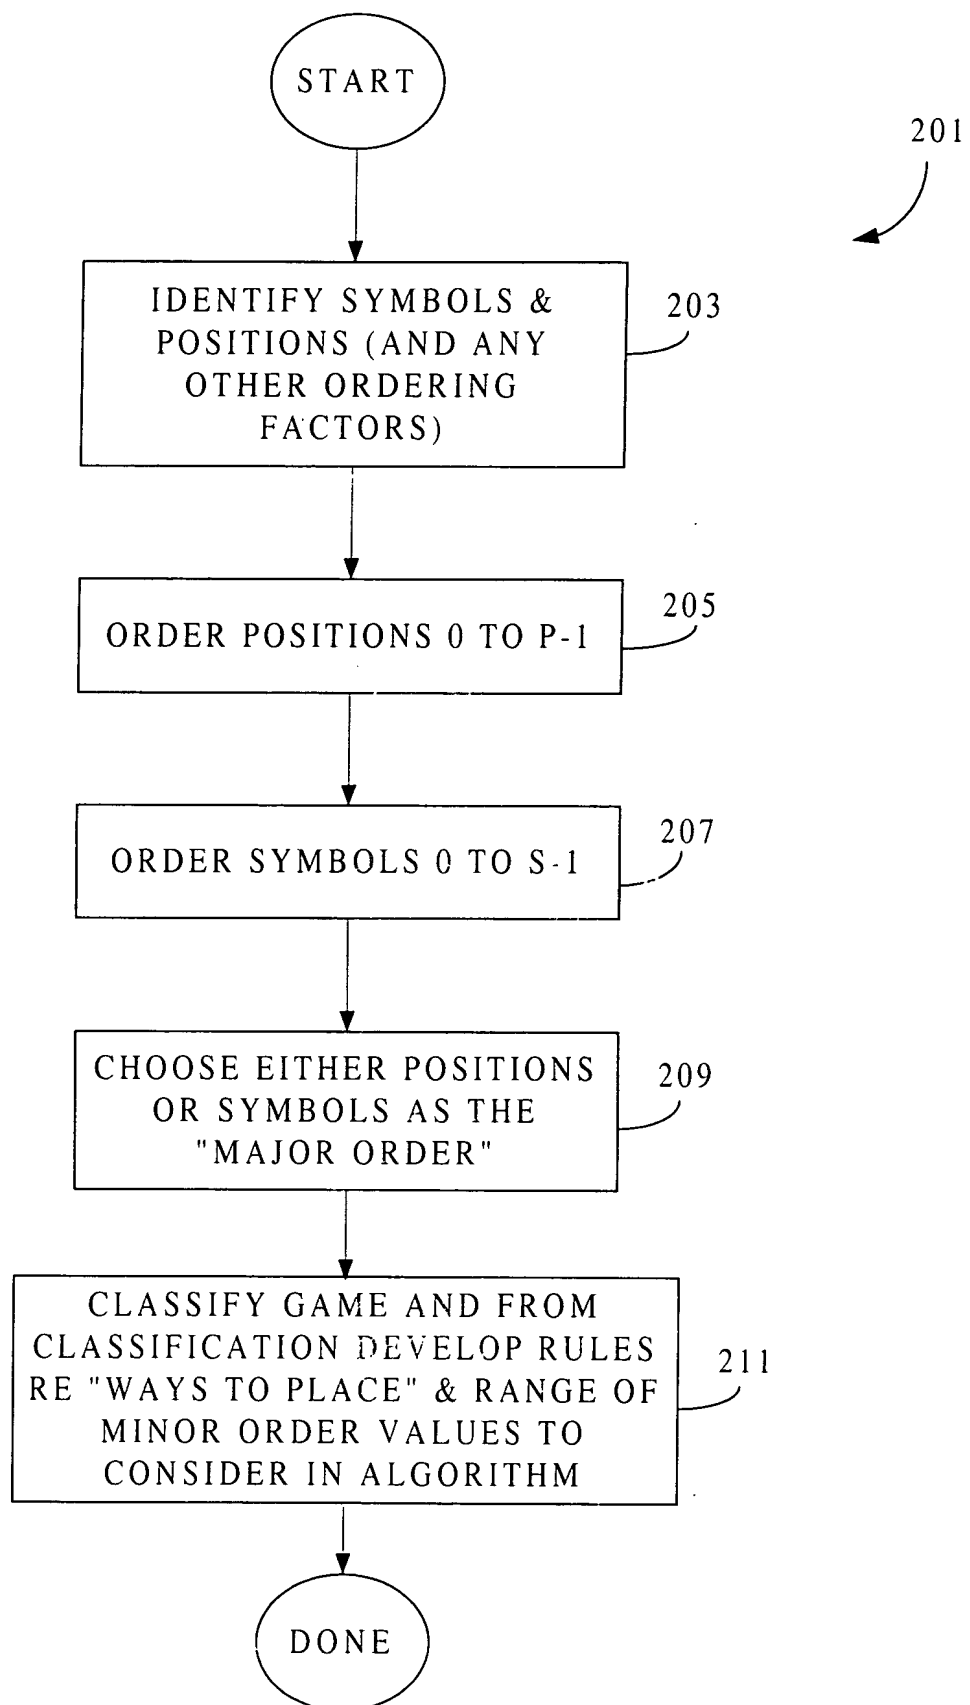 START
201
IDENTIFY SYMBOLS &
POSITIONS (AND ANY
OTHER ORDERING
FACTORS)
203
ORDER POSITIONS 0 TO P-1
205
ORDER SYMBOLS 0 TO S-1
207
CHOOSE EITHER POSITIONS
OR SYMBOLS AS THE
"MAJOR ORDER"
209
CLASSIFY GAME AND FROM
CLASSIFICATION DEVELOP RULES
RE "WAYS TO PLACE" & RANGE OF
MINOR ORDER VALUES TO
CONSIDER IN ALGORITHM
211
DONE